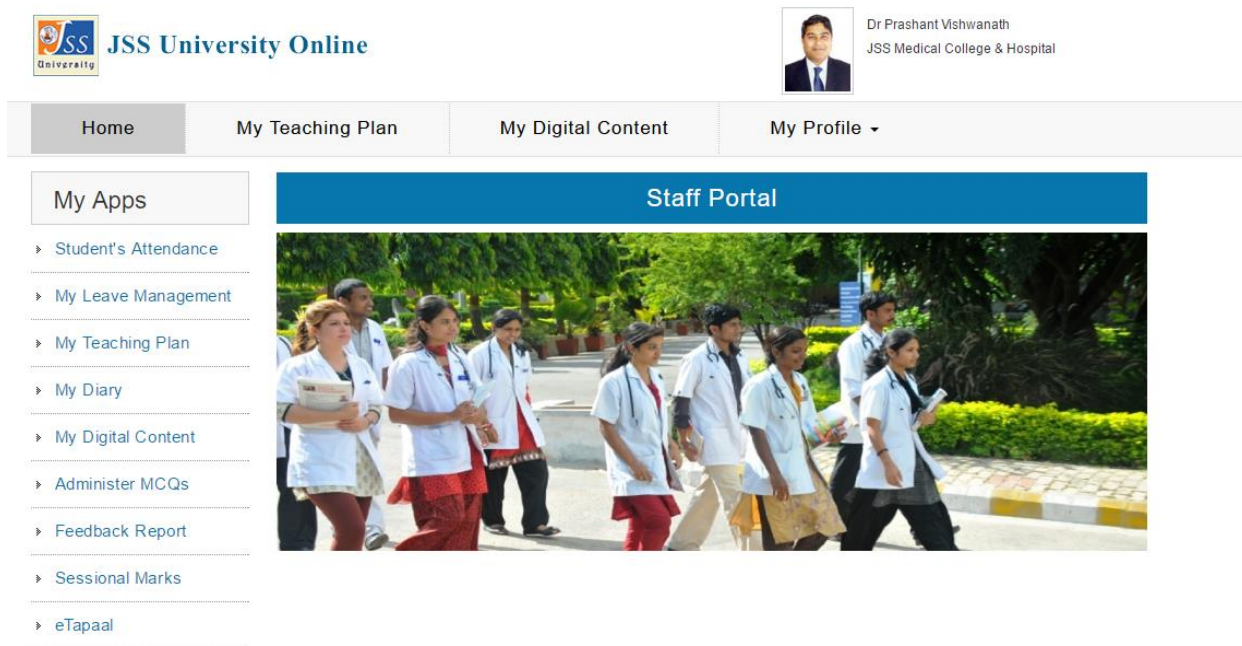 JSS
University
JSS University Online
Dr Prashant Vishwanath
JSS Medical College & Hospital
Home
My Teaching Plan
My Digital Content
My Profile
My Apps
Staff Portal
Student's Attendance
My Leave Management
My Teaching Plan
My Diary
My Digital Content
Administer MCQs
Feedback Report
Sessional Marks
eTapaal